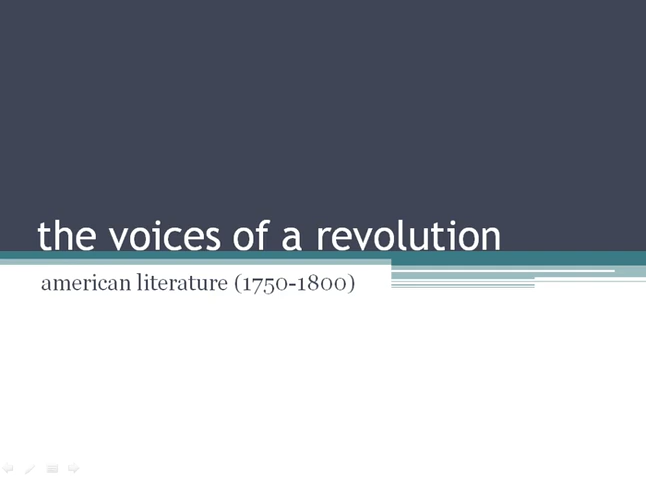 the voices of a revolution
american literature (1750-1800)